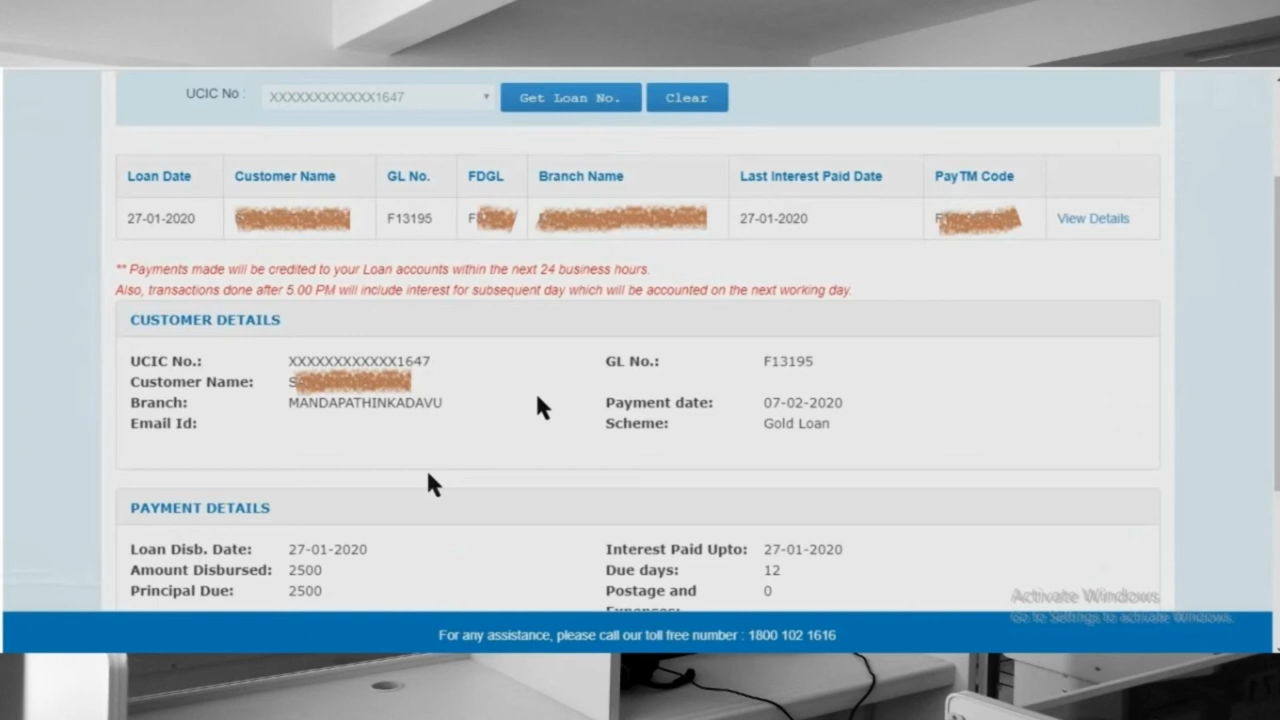 UCIC No : XXXXXXXXXXXX1647 Get Loan No. Clear
Loan Date Customer Name GL No. FDGL Branch Name Last Interest Paid Date PayTM Code
27-01-2020 F13195 27-01-2020 View Details
** Payments made will be credited to your Loan accounts within the next 24 business hours.
Also, transactions done after 5.00 PM will include interest for subsequent day which will be accounted on the next working day.
CUSTOMER DETAILS
UCIC No.: XXXXXXXXXXXX1647 GL No.: F13195
Customer Name:
Branch: MANDAPATHINKADAVU Payment date: 07-02-2020
Email Id: Scheme: Gold Loan
PAYMENT DETAILS
Loan Disb. Date: 27-01-2020 Interest Paid Upto: 27-01-2020
Amount Disbursed: 2500 Due days: 12
Principal Due: 2500 Postage and 0
Activate Windows
Go to Settings to activate Windows.
For any assistance, please call our toll free number : 1800 102 1616